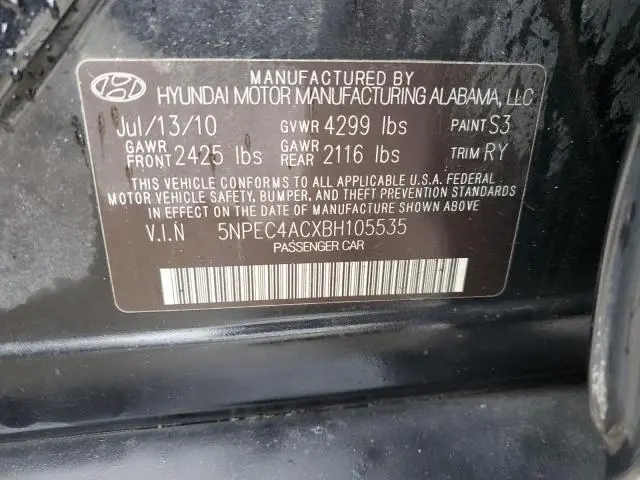 MANUFACTURED BY
HYUNDAI MOTOR MANUFACTURING ALABAMA, LLC
Jul/13/10 GVWR 4299 lbs PAINT S3
GAWR FRONT 2425 lbs GAWR REAR 2116 lbs TRIM RY
THIS VEHICLE CONFORMS TO ALL APPLICABLE U.S.A. FEDERAL
MOTOR VEHICLE SAFETY, BUMPER, AND THEFT PREVENTION STANDARDS
IN EFFECT ON THE DATE OF MANUFACTURE SHOWN ABOVE
V.I.N 5NPEC4ACXBH105535
PASSENGER CAR